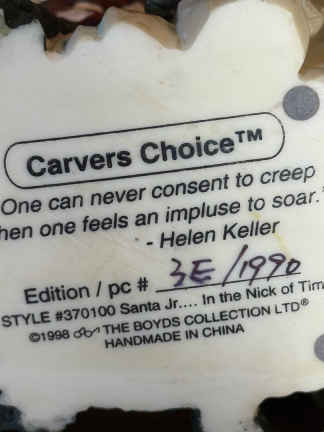 Carvers Choice™
One can never consent to creep
hen one feels an impluse to soar.
- Helen Keller
Edition / pc # 3E/1990
STYLE #370100 Santa Jr.... In the Nick of Tim
©1998 THE BOYDS COLLECTION LTD®
HANDMADE IN CHINA